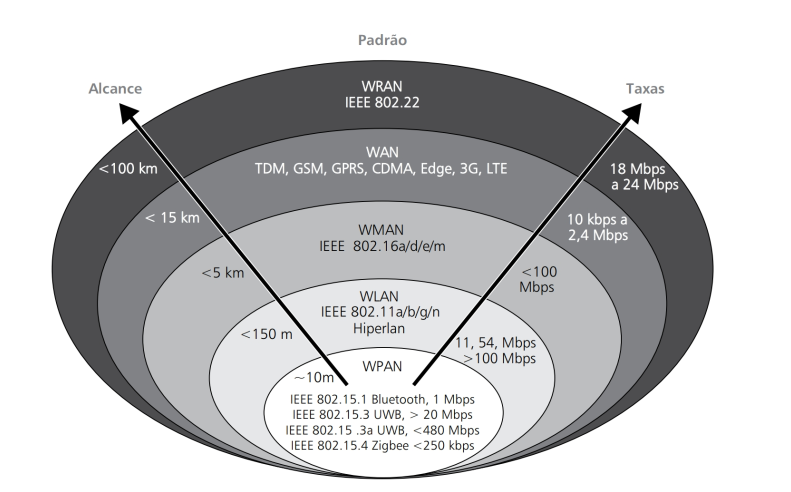 Padrão
Alcance
Taxas
WRAN
IEEE 802.22
<100 km
18 Mbps
a 24 Mbps
WAN
TDM, GSM, GPRS, CDMA, Edge, 3G, LTE
< 15 km
10 kbps a
2,4 Mbps
WMAN
IEEE 802.16a/d/e/m
<5 km
<100
Mbps
WLAN
IEEE 802.11a/b/g/n
Hiperlan
<150 m
11, 54, Mbps
>100 Mbps
WPAN
~10m
IEEE 802.15.1 Bluetooth, 1 Mbps
IEEE 802.15.3 UWB, > 20 Mbps
IEEE 802.15 .3a UWB, <480 Mbps
IEEE 802.15.4 Zigbee <250 kbps